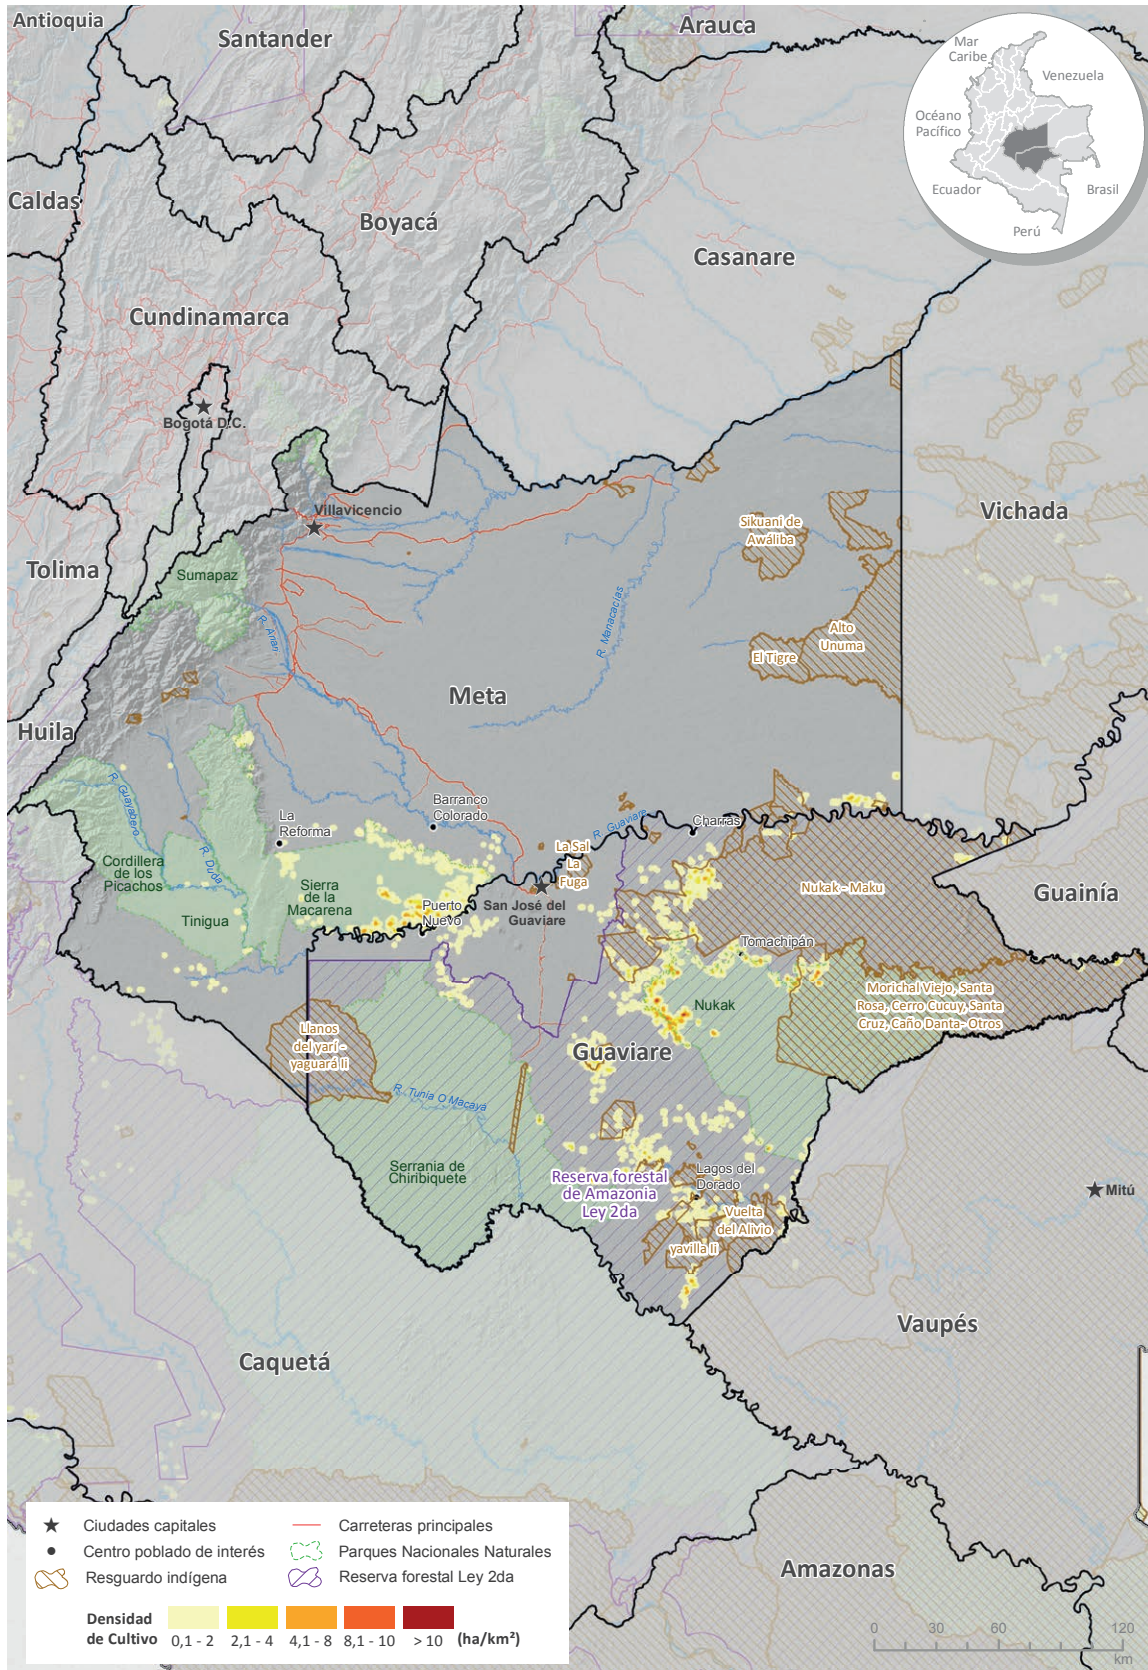 Antioquia
Santander
Arauca
Mar
Caribe
Venezuela
Océano
Pacífico
Ecuador
Brasil
Perú
Caldas
Boyacá
Casanare
Cundinamarca
Bogotá D.C.
Villavicencio
Vichada
Sikuani de
Awáliba
Tolima
Sumapaz
R. Ariari
R. Manacacías
Alto
Unuma
El Tigre
Meta
Huila
R. Guayabero
R. Duda
La
Reforma
Barranco
Colorado
R. Guaviare
Charras
La Sal
La
Fuga
Cordillera
de los
Picachos
Tinigua
Sierra
de la
Macarena
Puerto
Nuevo
San José del
Guaviare
Nukak - Maku
Guainía
Tomachipán
Nukak
Morichal Viejo, Santa
Rosa, Cerro Cucuy, Santa
Cruz, Caño Danta- Otros
Llanos
del yarí -
yaguará Ii
Guaviare
R. Tunia O Macaya
Serrania de
Chiribiquete
Reserva forestal
de Amazonia
Ley 2da
Lagos del
Dorado
Vuelta
del Alivio
yavilla Ii
Mitú
Vaupés
Caquetá
Amazonas
Ciudades capitales
Centro poblado de interés
Resguardo indígena
Carreteras principales
Parques Nacionales Naturales
Reserva forestal Ley 2da
Densidad
de Cultivo
0,1 - 2
2,1 - 4
4,1 - 8
8,1 - 10
> 10
(ha/km²)
0
30
60
120
km